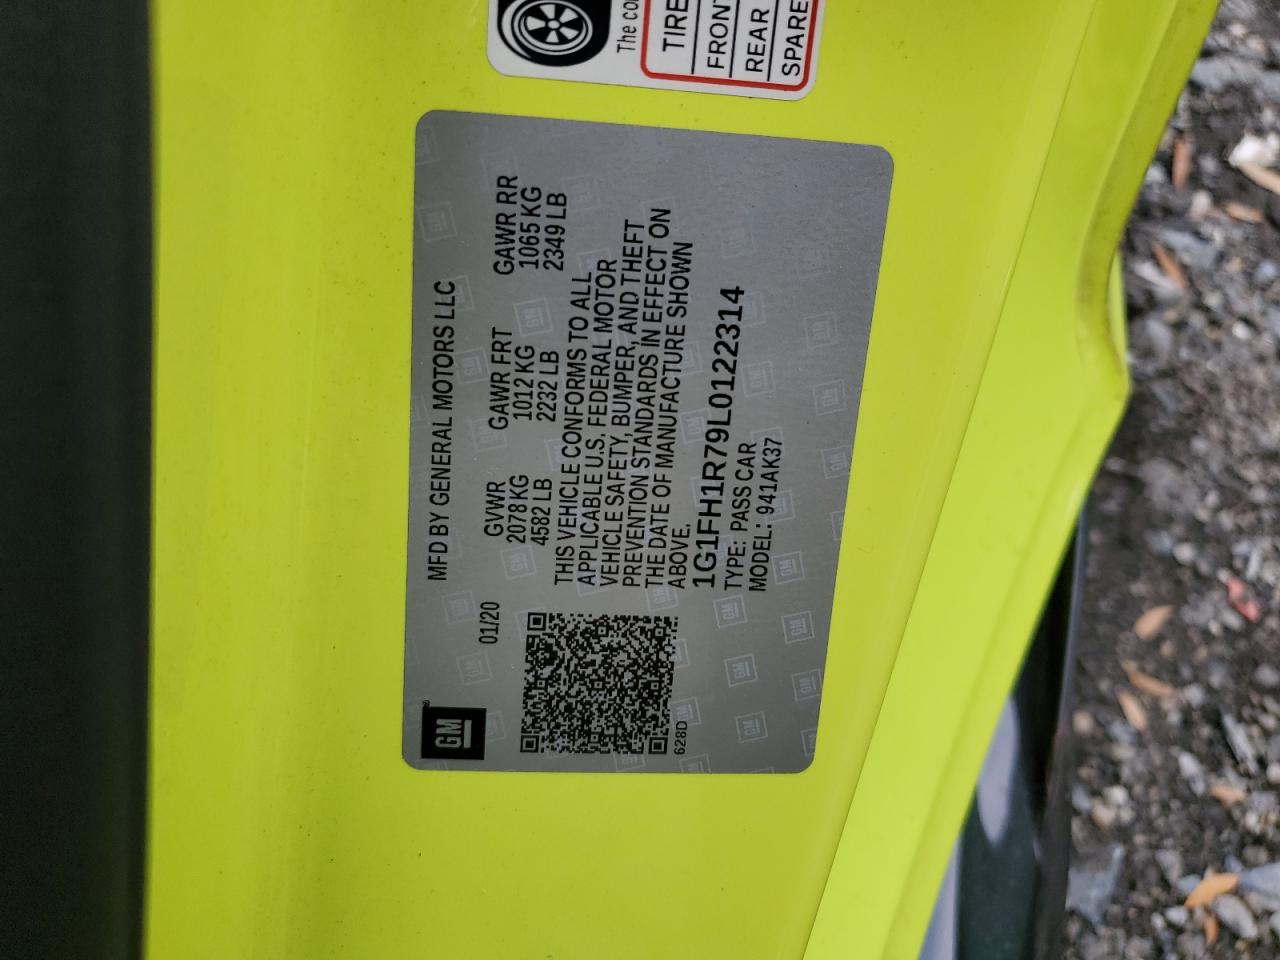 The
TIRE
FRONT
REAR
SPARE
GM
MFD BY GENERAL MOTORS LLC
01/20
GVWR GAWR FRT GAWR RR
2078 KG 1012 KG 1065 KG
4582 LB 2232 LB 2349 LB
THIS VEHICLE CONFORMS TO ALL
APPLICABLE U.S. FEDERAL MOTOR
VEHICLE SAFETY, BUMPER, AND THEFT
PREVENTION STANDARDS IN EFFECT ON
THE DATE OF MANUFACTURE SHOWN
ABOVE.
1G1FH1R79L0122314
TYPE: PASS CAR
MODEL: 941AK37
628D